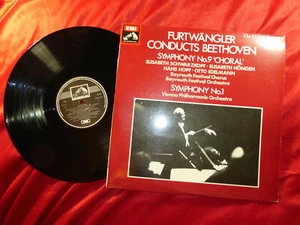 EMI
FURTWÄNGLER
CONDUCTS BEETHOVEN
SYMPHONY No.9 'CHORAL'
ELISABETH SCHWARZKOPF · ELISABETH HÖNGEN
HANS HOPF · OTTO EDELMANN
Bayreuth Festival Chorus
Bayreuth Festival Orchestra
SYMPHONY No.1
Vienna Philharmonic Orchestra